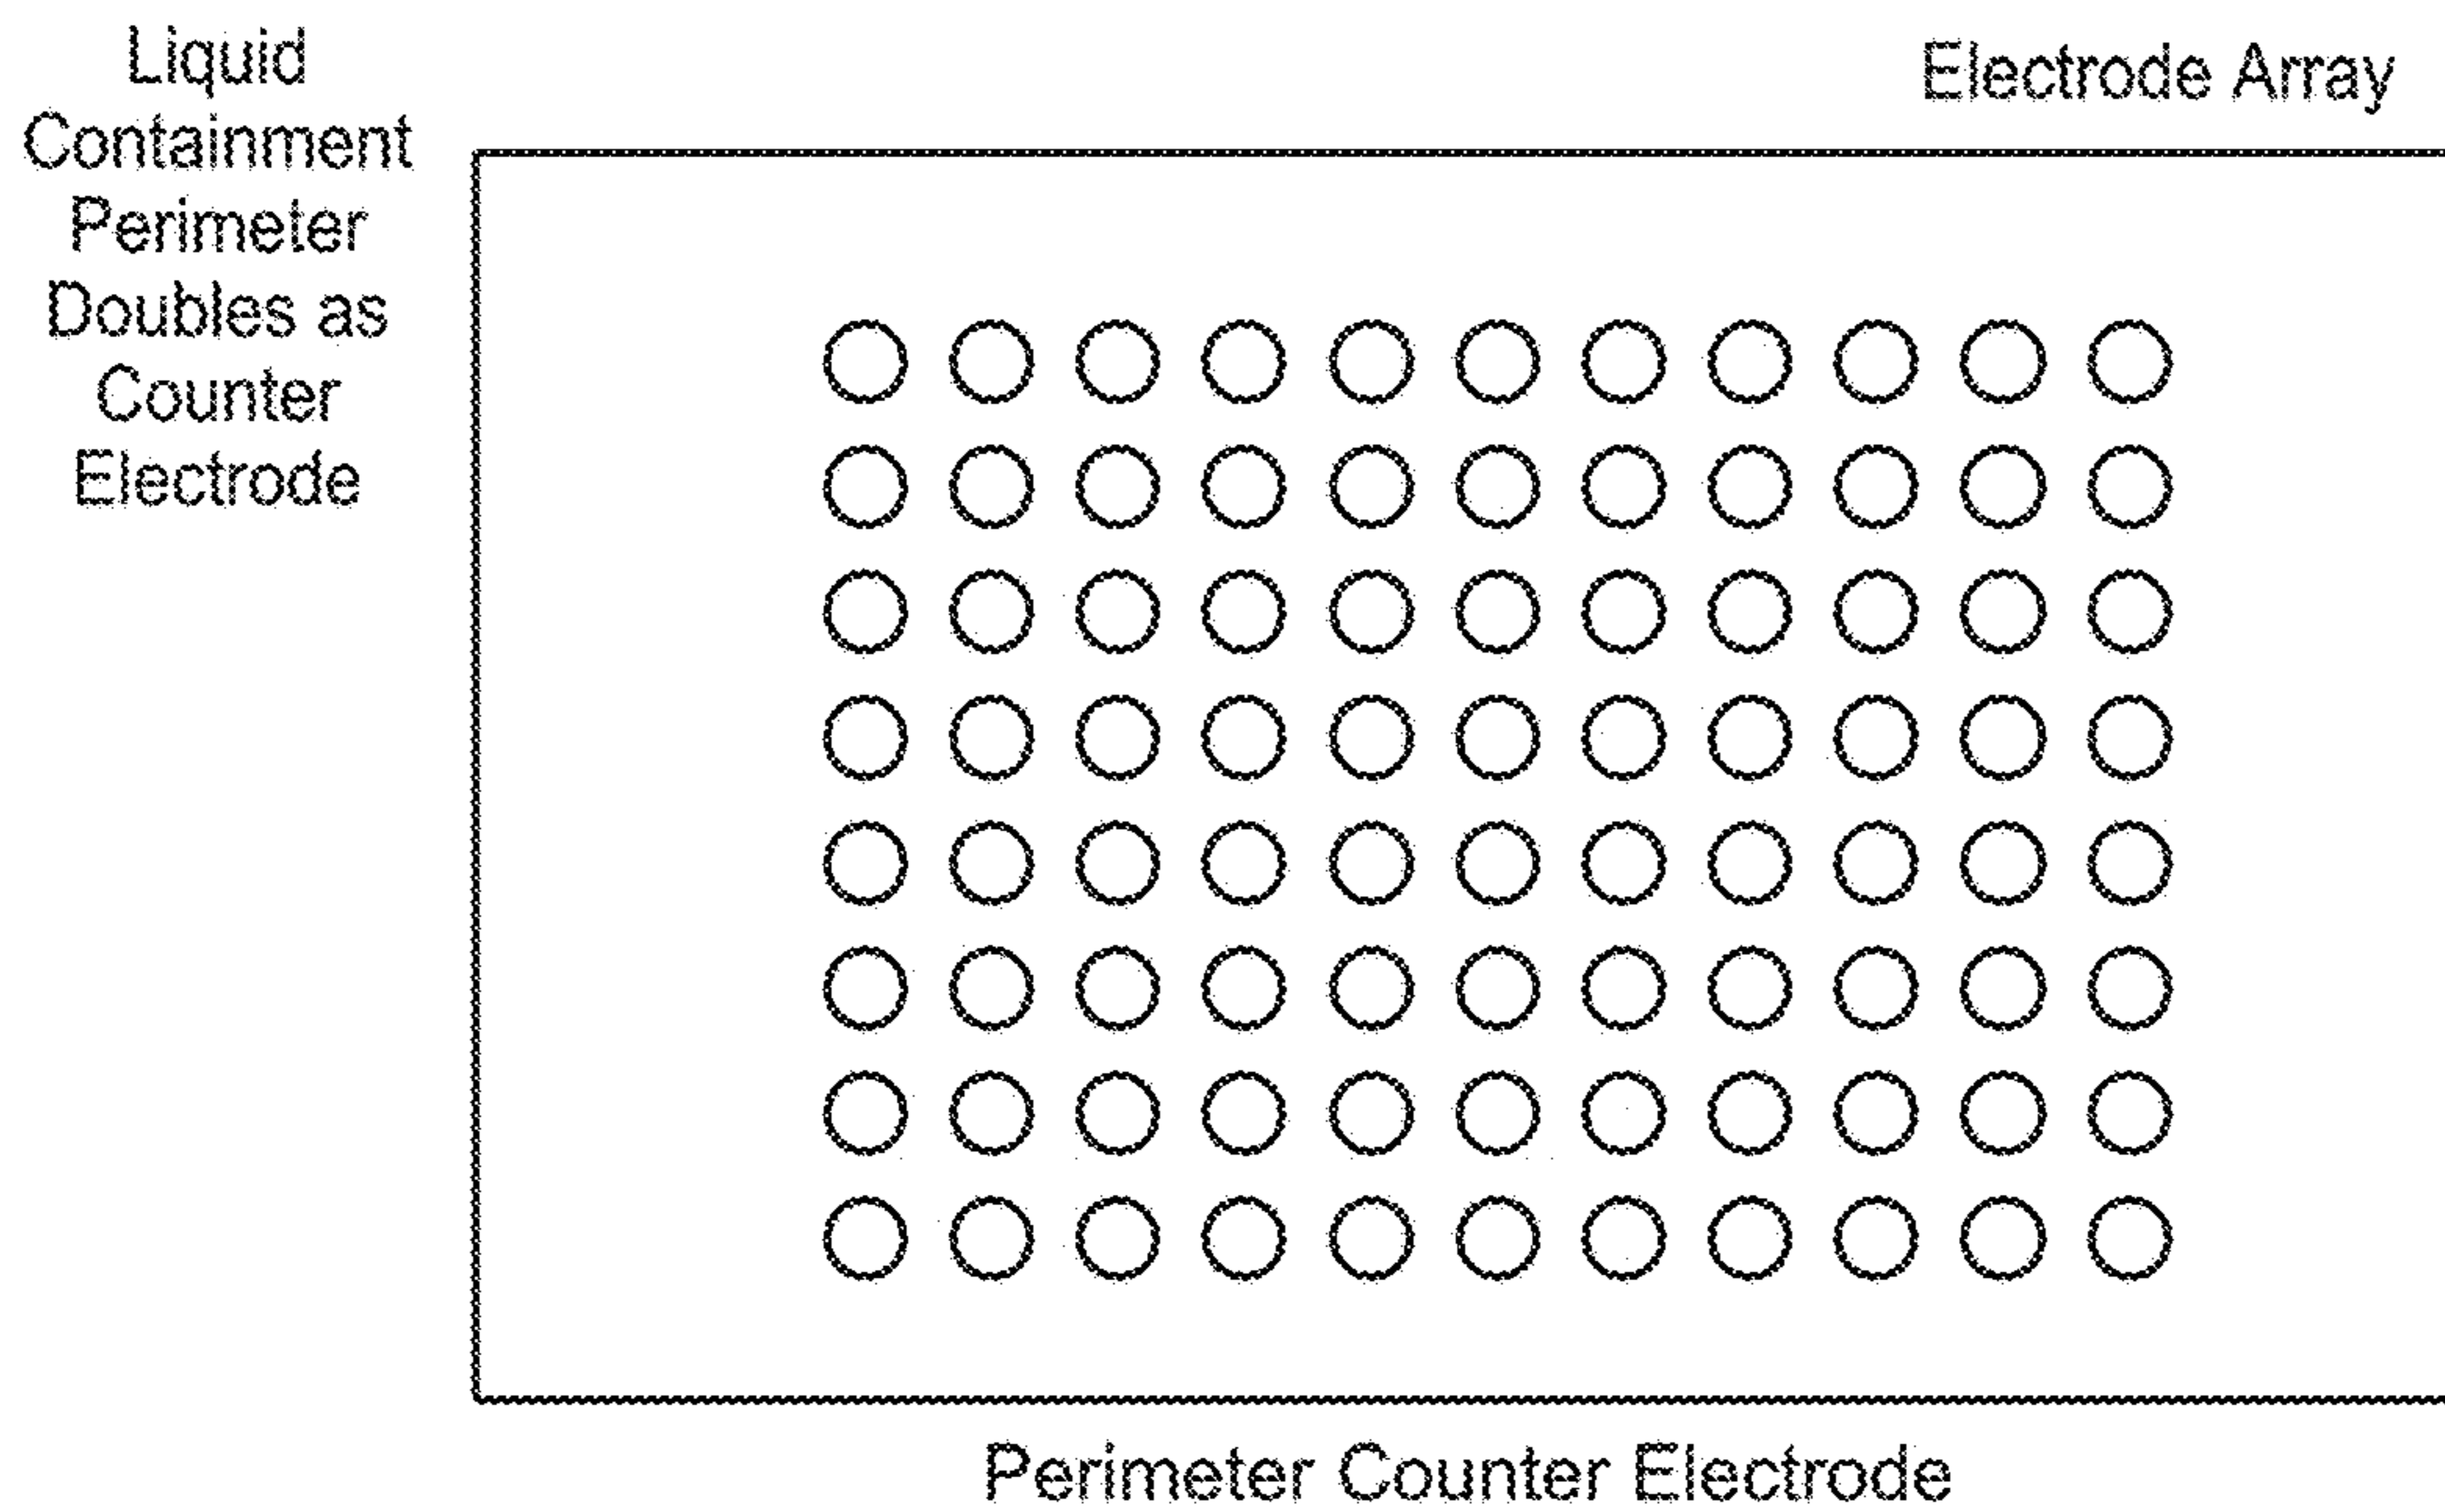 Liquid
Containment
Perimeter
Doubles as
Counter
Electrode
Electrode Array
Perimeter Counter Electrode